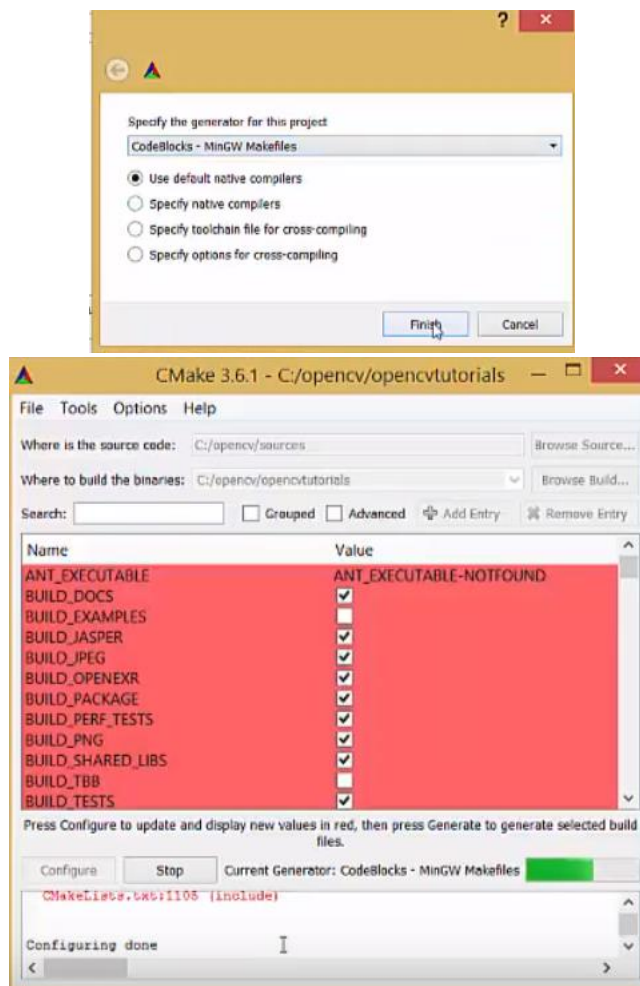 ?
Specify the generator for this project
CodeBlocks - MinGW Makefiles
Use default native compilers
Specify native compilers
Specify toolchain file for cross-compiling
Specify options for cross-compiling
Finish Cancel
CMake 3.6.1 - C:/opencv/opencvtutorials
File Tools Options Help
Where is the source code: C:/opencv/sources Browse Source...
Where to build the binaries: C:/opencv/opencvtutorials Browse Build...
Search: Grouped Advanced Add Entry Remove Entry
Name Value
ANT_EXECUTABLE ANT_EXECUTABLE-NOTFOUND
BUILD_DOCS
BUILD_EXAMPLES
BUILD_JASPER
BUILD_JPEG
BUILD_OPENEXR
BUILD_PACKAGE
BUILD_PERF_TESTS
BUILD_PNG
BUILD_SHARED_LIBS
BUILD_TBB
BUILD_TESTS
Press Configure to update and display new values in red, then press Generate to generate selected build
files.
Configure Stop Current Generator: CodeBlocks - MinGW Makefiles
CMakeLists.txt:1105 (include)
Configuring done